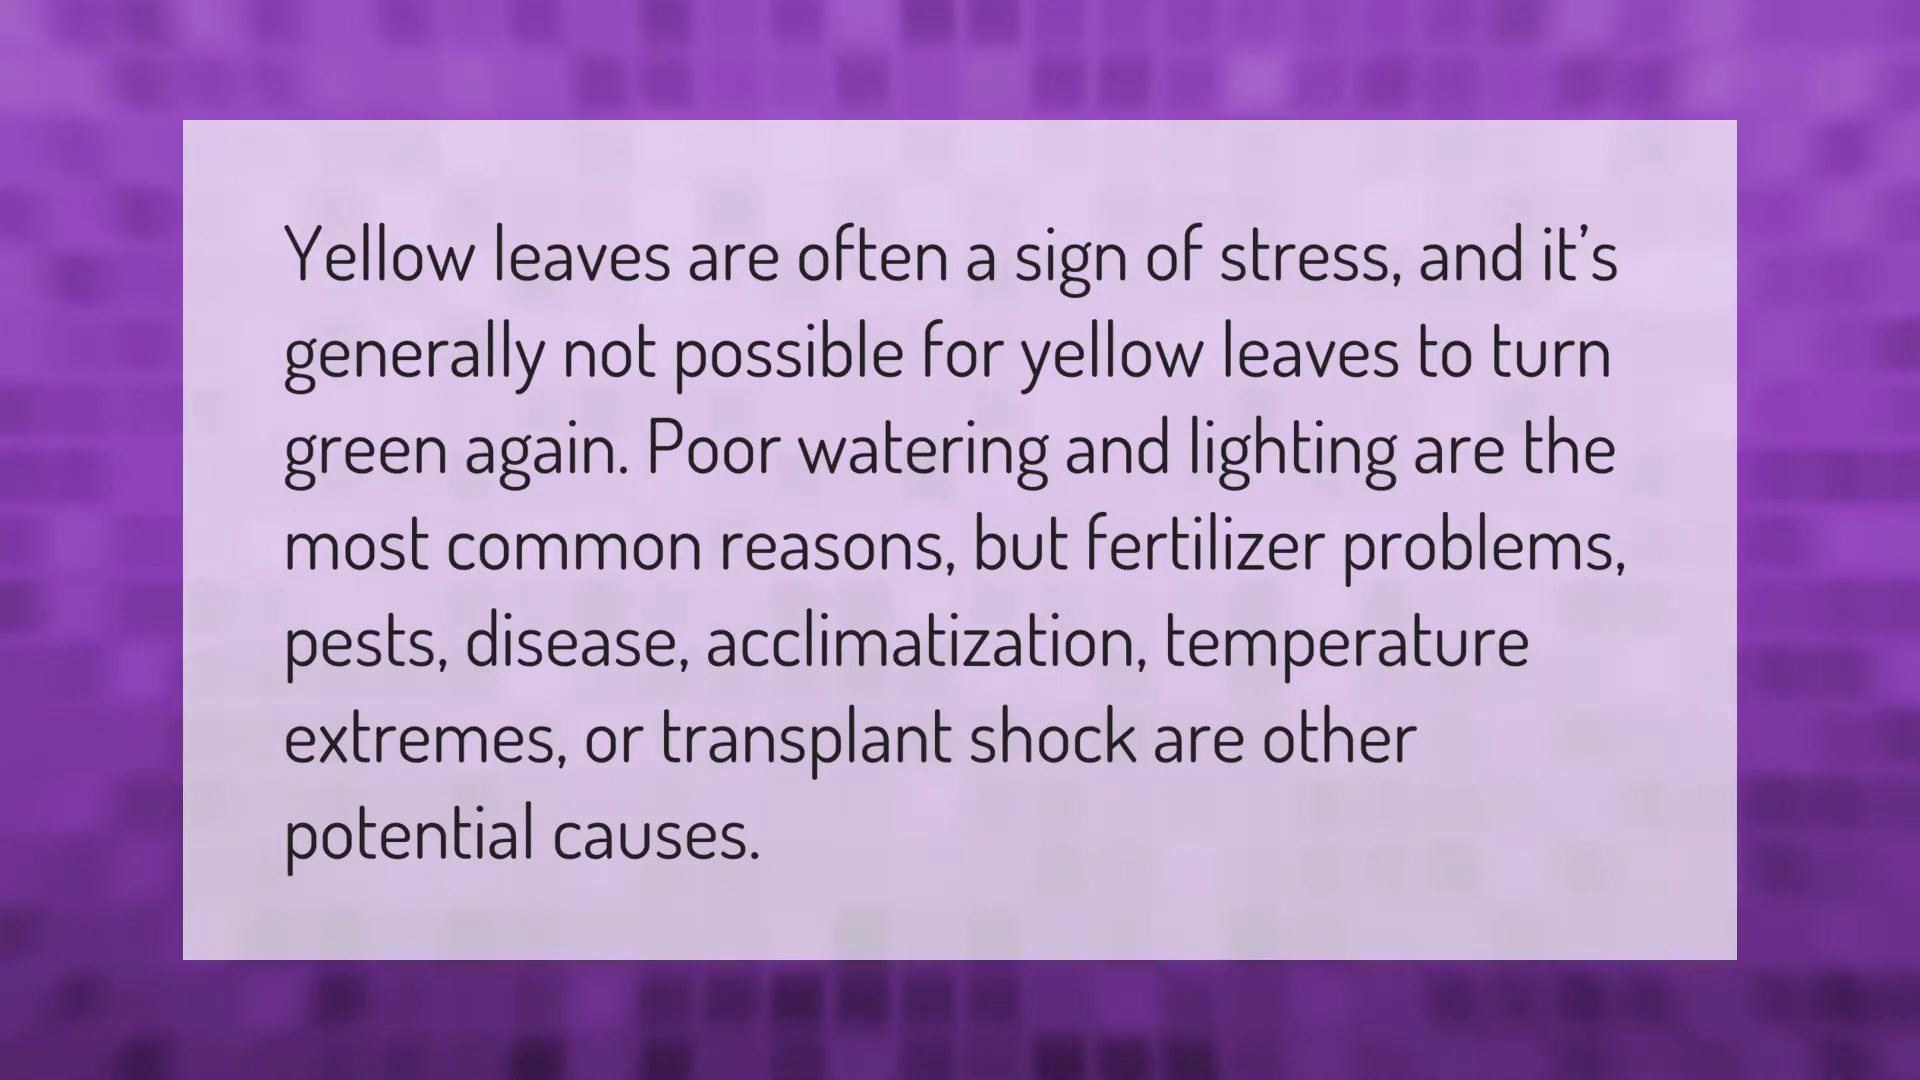 Yellow leaves are often a sign of stress, and it’s
generally not possible for yellow leaves to turn
green again. Poor watering and lighting are the
most common reasons, but fertilizer problems,
pests, disease, acclimatization, temperature
extremes, or transplant shock are other
potential causes.